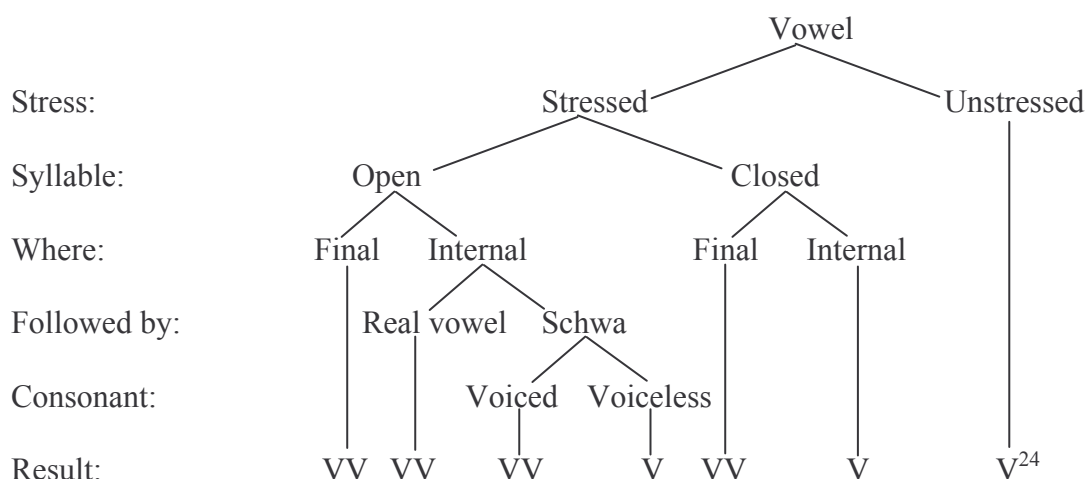 Vowel
Stress: Stressed Unstressed
Syllable: Open Closed
Where: Final Internal Final Internal
Followed by: Real vowel Schwa
Consonant: Voiced Voiceless
Result: VV VV VV V VV V V24